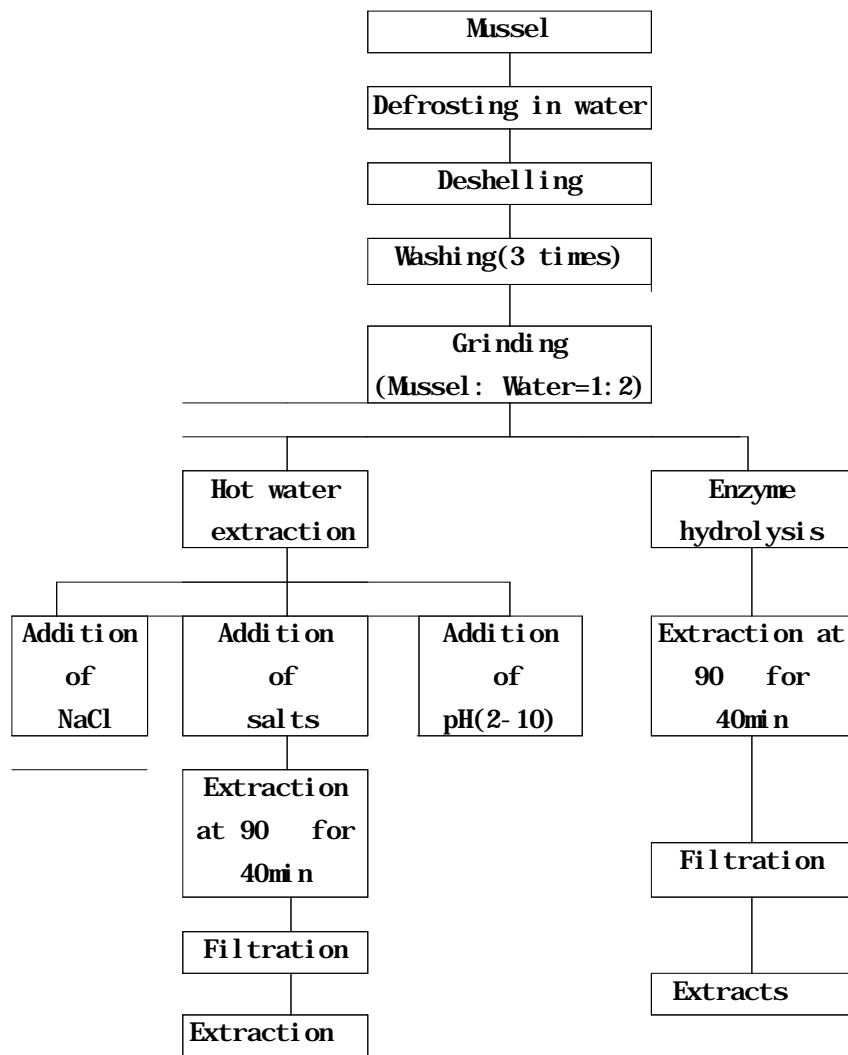 Mussel
Defrosting in water
Deshelling
Washing(3 times)
Grinding
(Mussel: Water=1:2)
Hot water
extraction
Enzyme
hydrolysis
Addition
of
NaCl
Addition
of
salts
Addition
of
pH(2-10)
Extraction at
90 for
40min
Extraction
at 90 for
40min
Filtration
Filtration
Extracts
Extraction